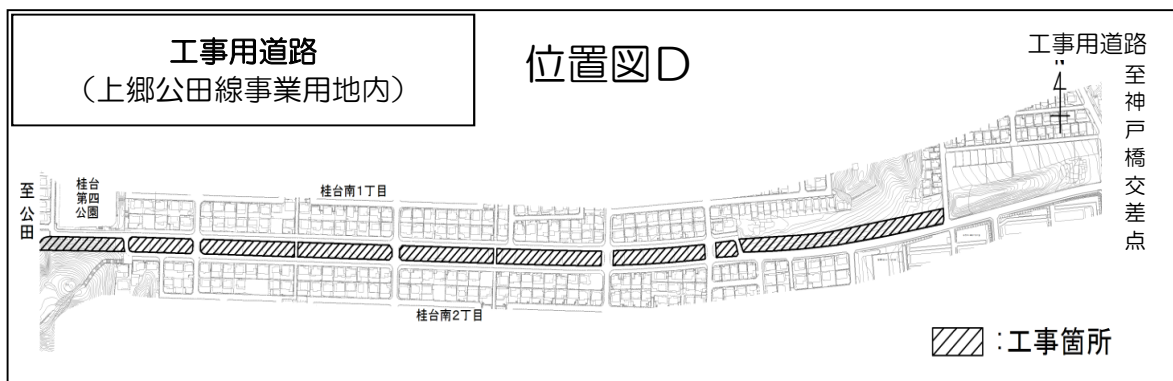 工事用道路
（上郷公田線事業用地内）
位置図D
工事用道路
N
至神戸橋交差点
至公田
桂台
第四
公園
桂台南1丁目
桂台南2丁目
：工事箇所